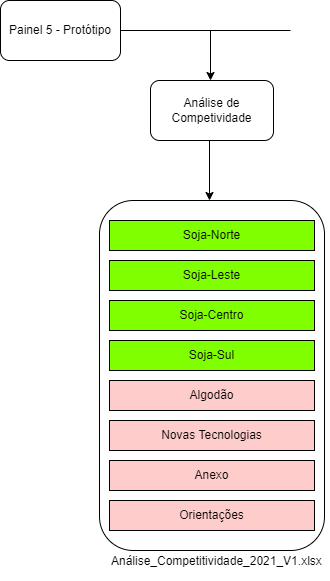 Painel 5 - Protótipo
Análise de
Competividade
Soja-Norte
Soja-Leste
Soja-Centro
Soja-Sul
Algodão
Novas Tecnologias
Anexo
Orientações
Análise_Competitividade_2021_V1.xlsx